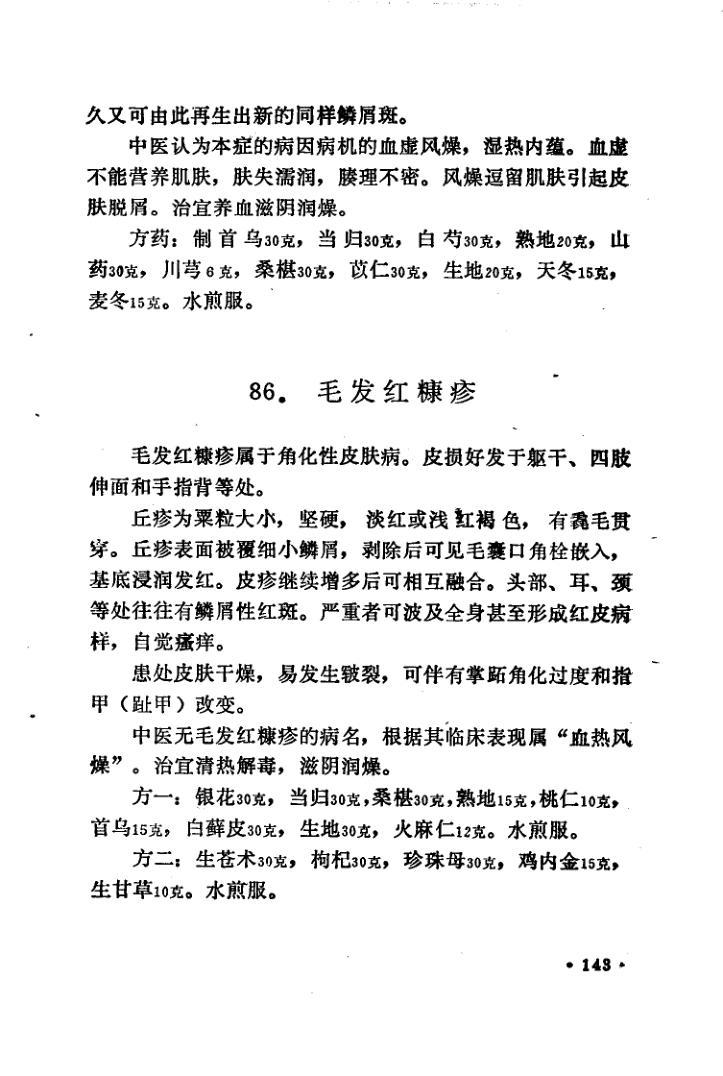 久又可由此再生出新的同样鳞屑斑。
中医认为本症的病因病机的血虚风燥，湿热内蕴。血虚
不能营养肌肤，肤失濡润，腠理不密。风燥逗留肌肤引起皮
肤脱屑。治宜养血滋阴润燥。
方药：制首乌30克，当归30克，白芍30克，熟地20克，山
药30克，川芎6克，桑椹30克，苡仁30克，生地20克，天冬15克，
麦冬15克。水煎服。
86．毛发红糠疹
毛发红糠疹属于角化性皮肤病。皮损好发于躯干、四肢
伸面和手指背等处。
丘疹为粟粒大小，坚硬，淡红或浅红褐色，有毳毛贯
穿。丘疹表面被覆细小鳞屑，剥除后可见毛囊口角栓嵌入，
基底浸润发红。皮疹继续增多后可相互融合。头部、耳、颈
等处往往有鳞屑性红斑。严重者可波及全身甚至形成红皮病
样，自觉瘙痒。
患处皮肤干燥，易发生皲裂，可伴有掌跖角化过度和指
甲（趾甲）改变。
中医无毛发红糠疹的病名，根据其临床表现属“血热风
燥”。治宜清热解毒，滋阴润燥。
方一：银花30克，当归30克，桑椹30克，熟地15克，桃仁10克，
首乌15克，白藓皮30克，生地30克，火麻仁12克。水煎服。
方二：生苍术30克，枸杞30克，珍珠母30克，鸡内金15克，
生甘草10克。水煎服。
• 143 •